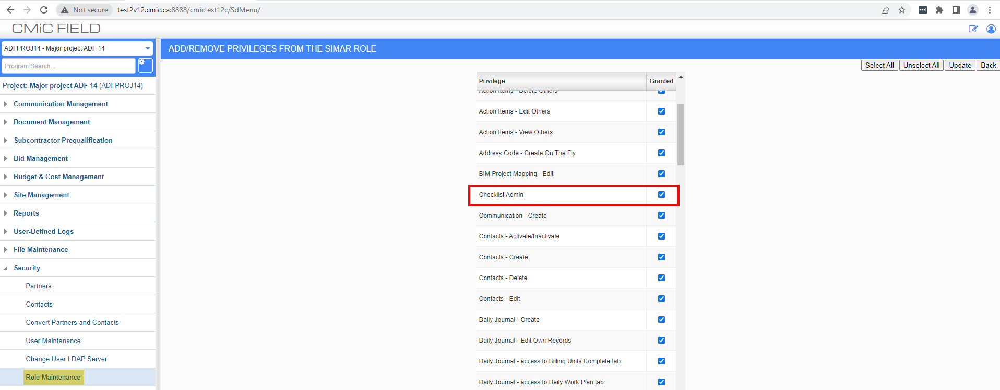 Not secure
test2v12.cmic.ca:8888/cmictest12c/SdMenu/
CMiC FIELD
ADFPROJ14 - Major project ADF 14
Program Search...
Project: Major project ADF 14 (ADFPROJ14)
Communication Management
Document Management
Subcontractor Prequalification
Bid Management
Budget & Cost Management
Site Management
Reports
User-Defined Logs
File Maintenance
Security
Partners
Contacts
Convert Partners and Contacts
User Maintenance
Change User LDAP Server
Role Maintenance
ADD/REMOVE PRIVILEGES FROM THE SIMAR ROLE
Select All Unselect All Update Back
Privilege Granted
Action Items - Delete Others
Action Items - Edit Others
Action Items - View Others
Address Code - Create On The Fly
BIM Project Mapping - Edit
Checklist Admin
Communication - Create
Contacts - Activate/Inactivate
Contacts - Create
Contacts - Delete
Contacts - Edit
Daily Journal - Create
Daily Journal - Edit Own Records
Daily Journal - access to Billing Units Complete tab
Daily Journal - access to Daily Work Plan tab